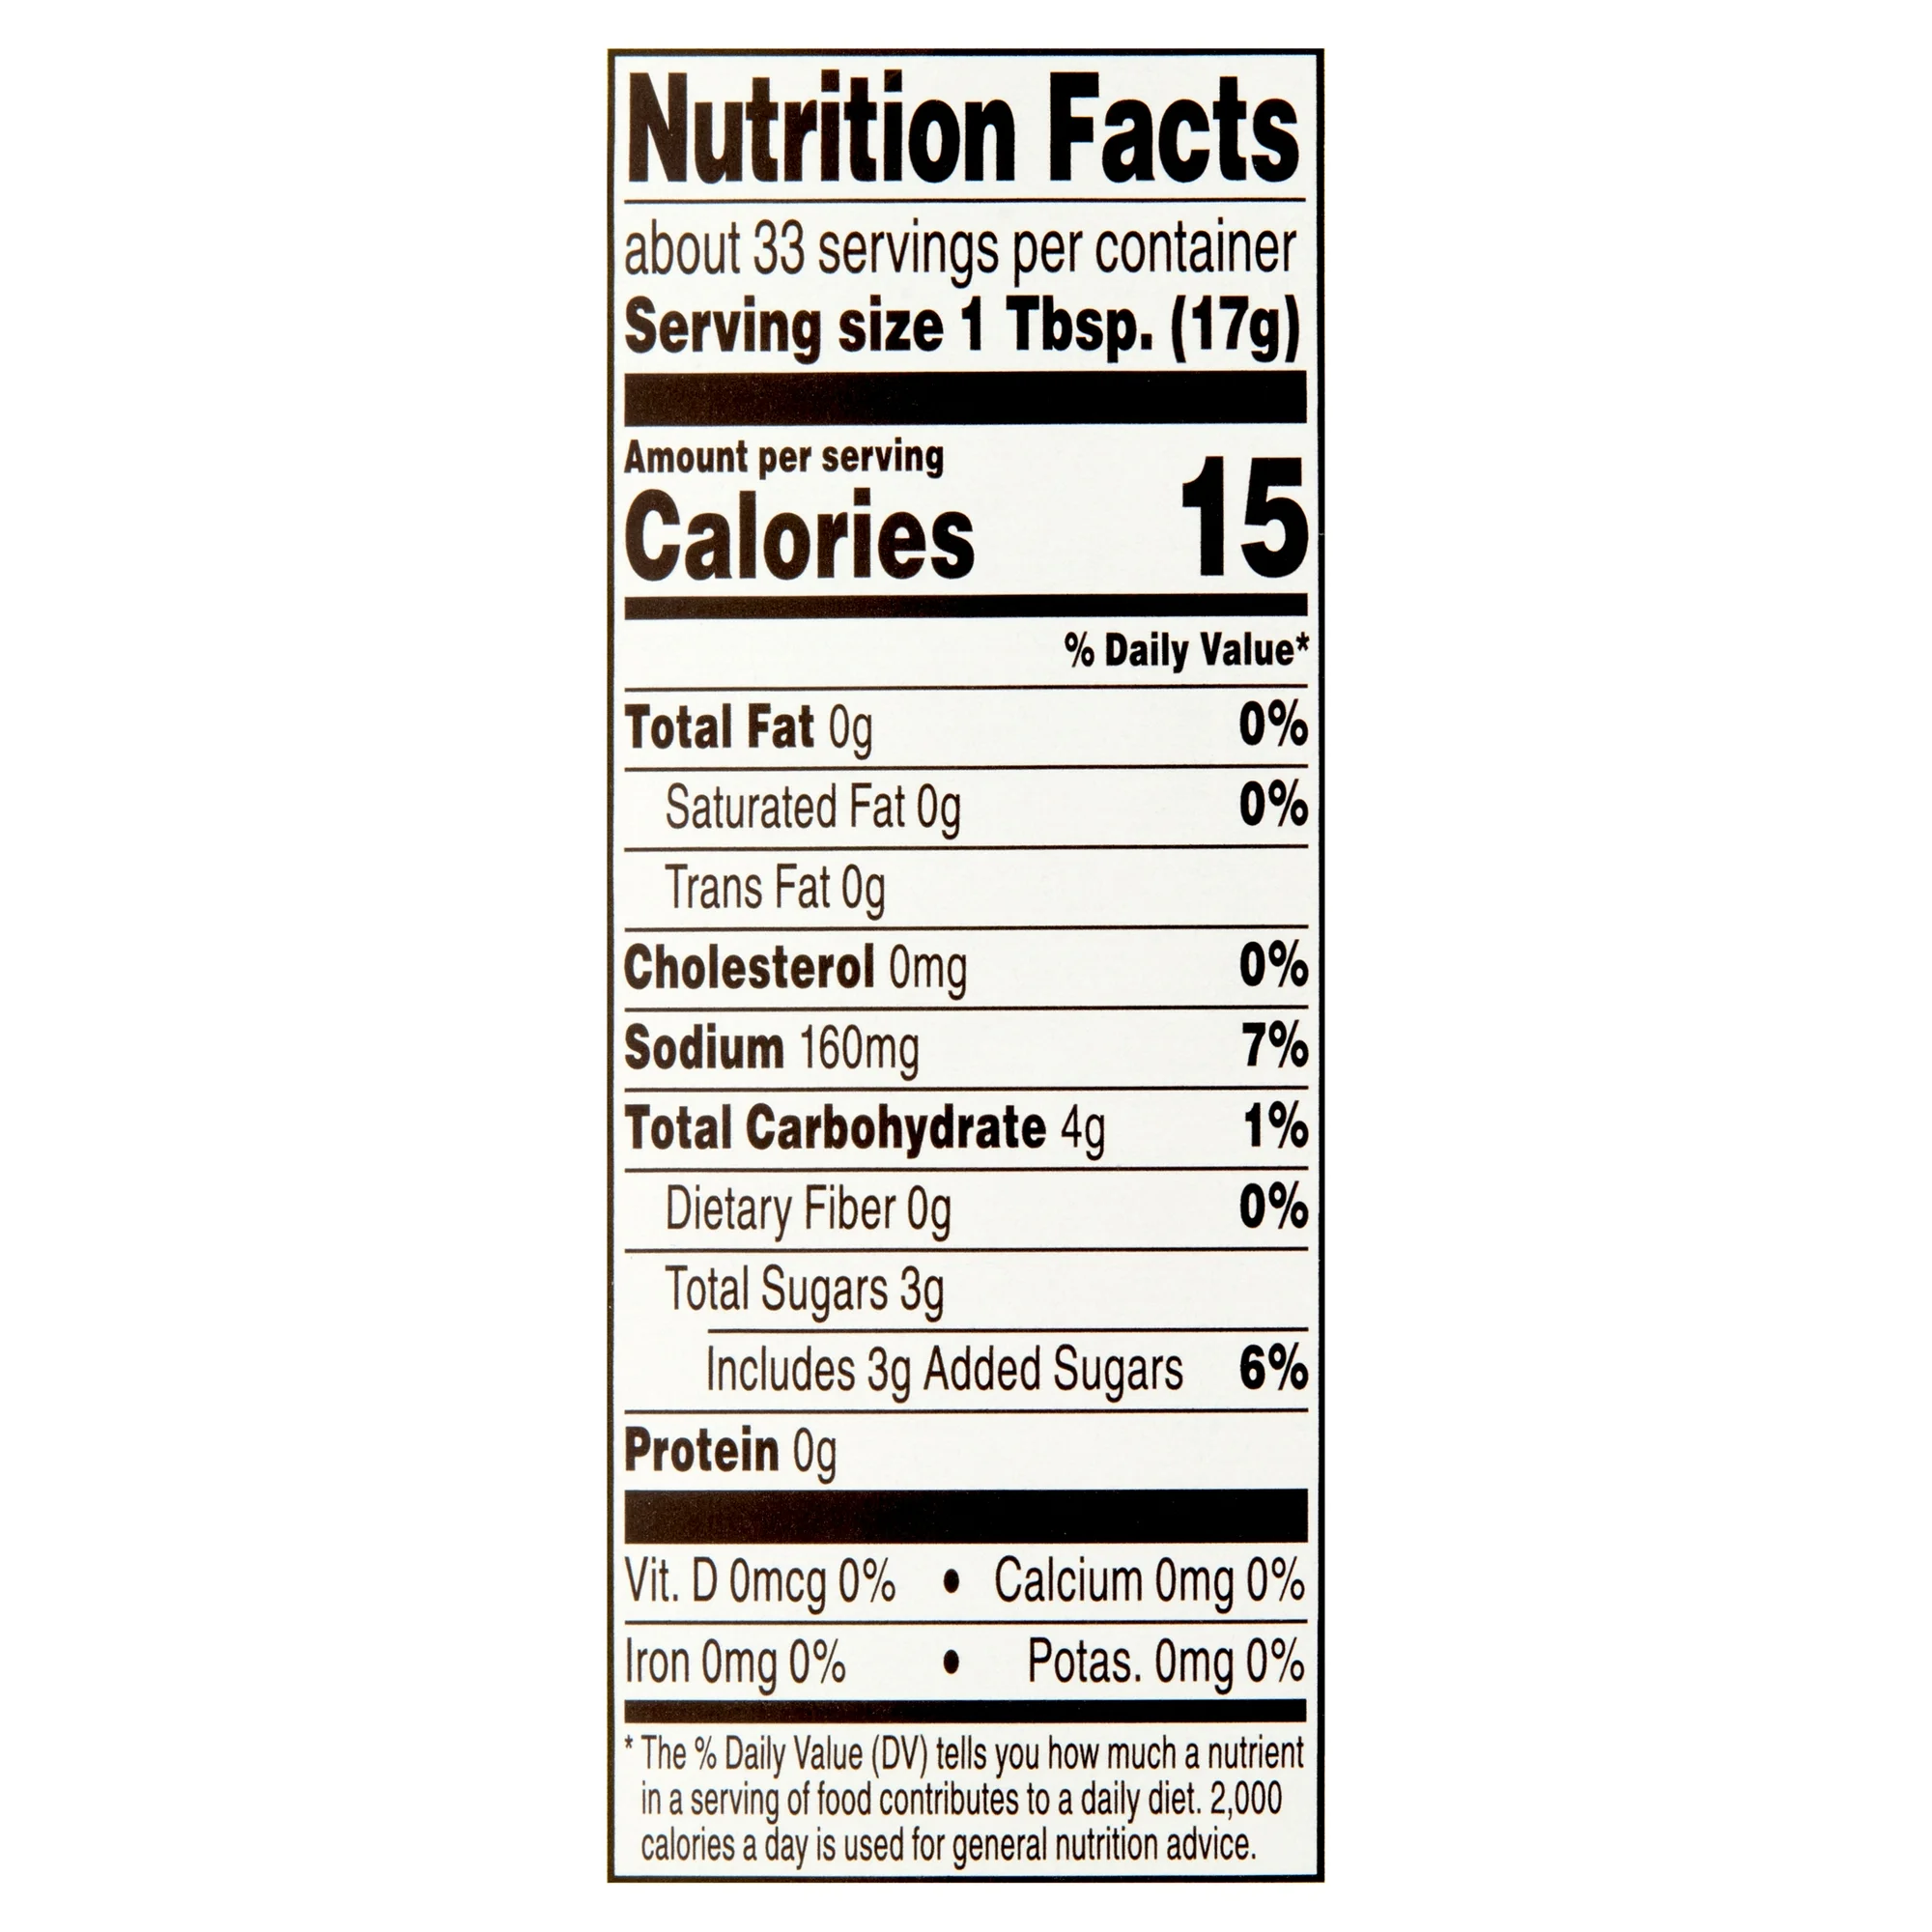 Nutrition Facts
about 33 servings per container
Serving size 1 Tbsp. (17g)
Amount per serving
Calories 15
% Daily Value*
Total Fat 0g 0%
Saturated Fat 0g 0%
Trans Fat 0g
Cholesterol 0mg 0%
Sodium 160mg 7%
Total Carbohydrate 4g 1%
Dietary Fiber 0g 0%
Total Sugars 3g
Includes 3g Added Sugars 6%
Protein 0g
Vit. D 0mcg 0% • Calcium 0mg 0%
Iron 0mg 0% • Potas. 0mg 0%
* The % Daily Value (DV) tells you how much a nutrient
in a serving of food contributes to a daily diet. 2,000
calories a day is used for general nutrition advice.